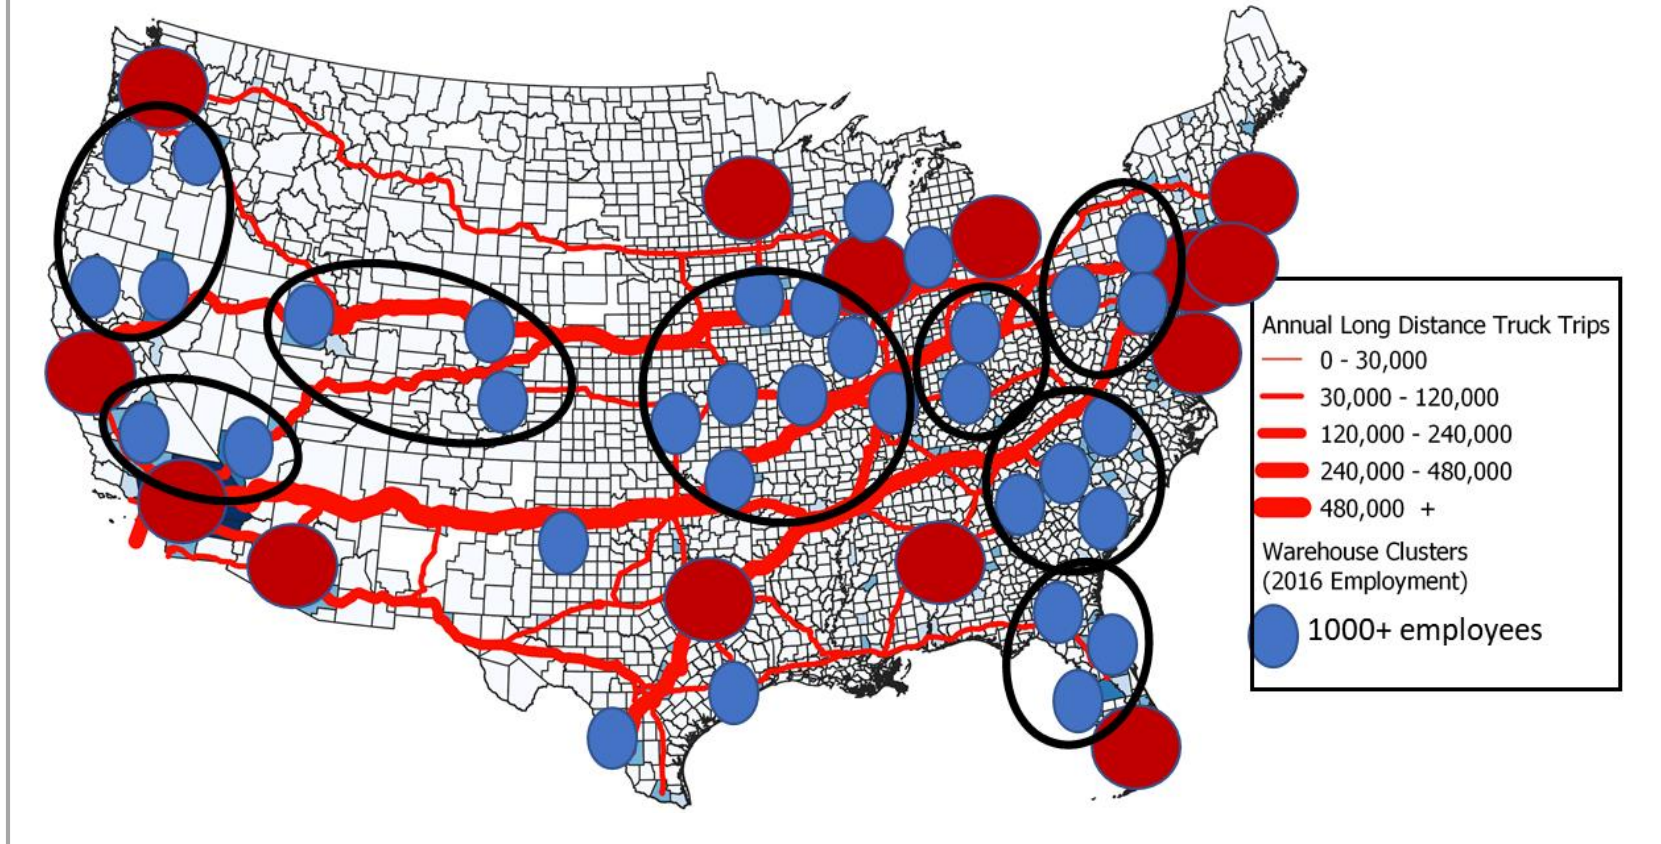 Annual Long Distance Truck Trips
0 - 30,000
30,000 - 120,000
120,000 - 240,000
240,000 - 480,000
480,000 +
Warehouse Clusters
(2016 Employment)
1000+ employees